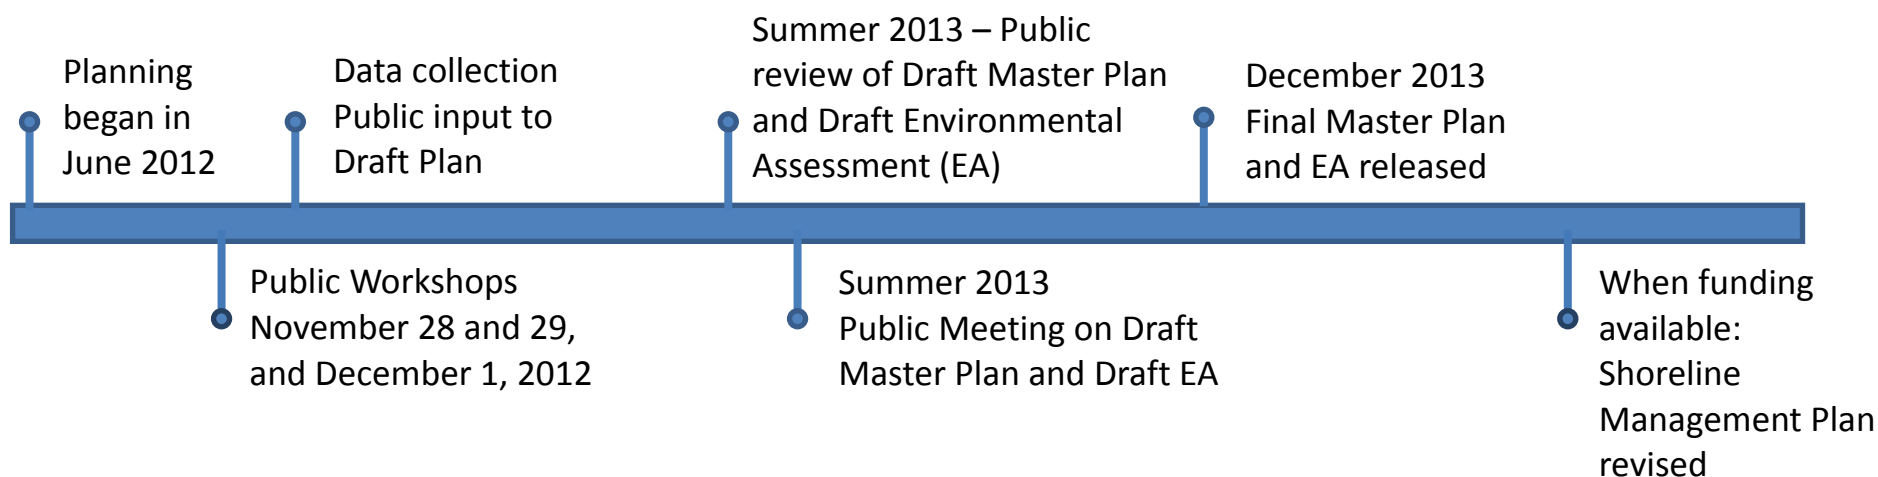 Planning
began in
June 2012
Data collection
Public input to
Draft Plan
Summer 2013 – Public
review of Draft Master Plan
and Draft Environmental
Assessment (EA)
December 2013
Final Master Plan
and EA released
Public Workshops
November 28 and 29,
and December 1, 2012
Summer 2013
Public Meeting on Draft
Master Plan and Draft EA
When funding
available:
Shoreline
Management Plan
revised